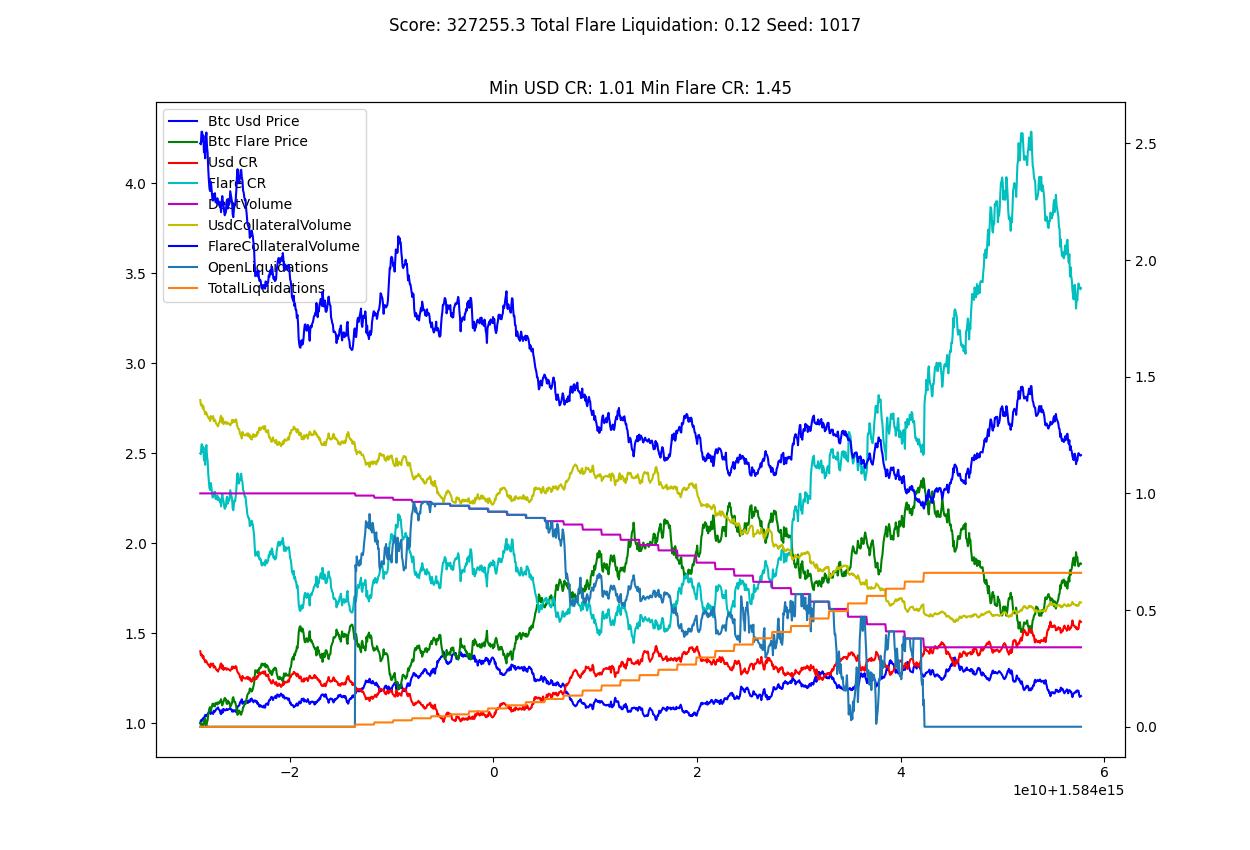 Score: 327255.3 Total Flare Liquidation: 0.12 Seed: 1017
Min USD CR: 1.01 Min Flare CR: 1.45
Btc Usd Price
Btc Flare Price
Usd CR
Flare CR
DebtVolume
UsdCollateralVolume
FlareCollateralVolume
OpenLiquidations
TotalLiquidations
4.0
3.5
3.0
2.5
2.0
1.5
1.0
2.5
2.0
1.5
1.0
0.5
0.0
−2
0
2
4
6
1e10+1.584e15